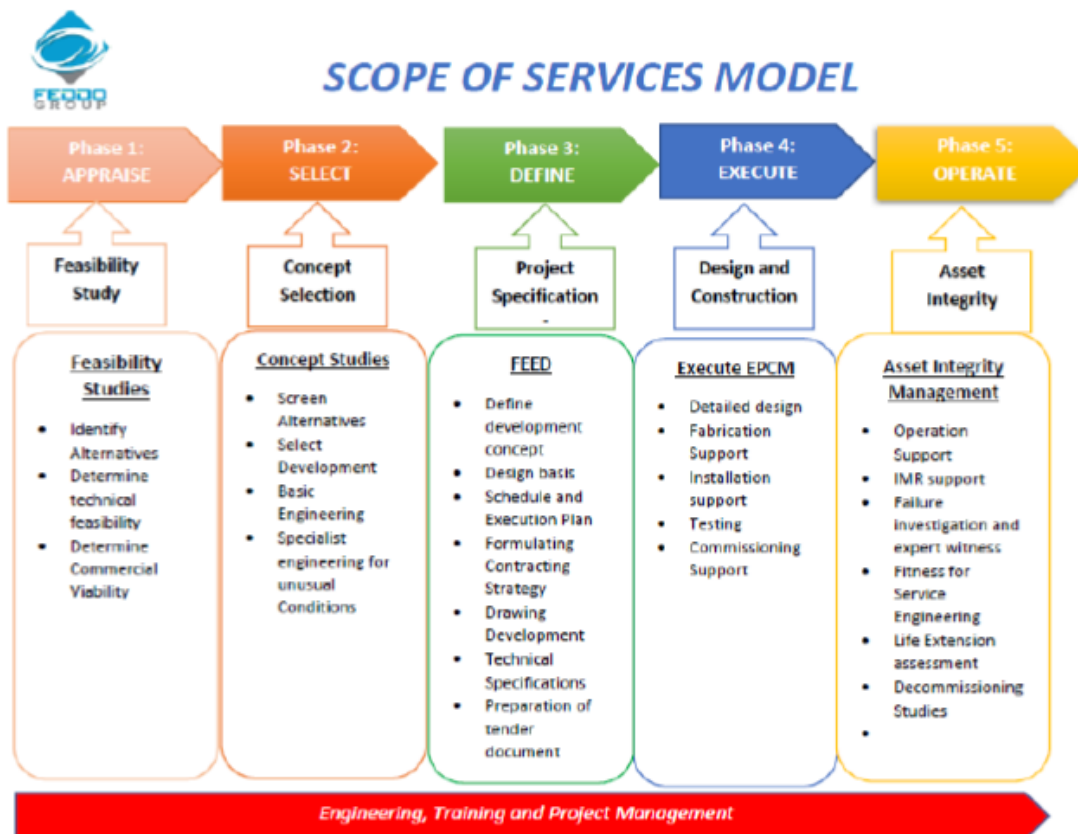 FEDDO
GROUP
SCOPE OF SERVICES MODEL
Phase 1:
APPRAISE
Phase 2:
SELECT
Phase 3:
DEFINE
Phase 4:
EXECUTE
Phase 5:
OPERATE
Feasibility
Study
Concept
Selection
Project
Specification
-
Design and
Construction
Asset
Integrity
Feasibility
Studies
• Identify
Alternatives
• Determine
technical
feasibility
• Determine
Commercial
Viability
Concept Studies
• Screen
Alternatives
• Select
Development
• Basic
Engineering
• Specialist
engineering for
unusual
Conditions
FEED
• Define
development
concept
• Design basis
• Schedule and
Execution Plan
• Formulating
Contracting
Strategy
• Drawing
Development
• Technical
Specifications
• Preparation of
tender
document
Execute EPCM
• Detailed design
• Fabrication
Support
• Installation
support
• Testing
• Commissioning
Support
Asset Integrity
Management
• Operation
Support
• IMR support
• Failure
investigation and
expert witness
• Fitness for
Service
Engineering
• Life Extension
assessment
• Decommissioning
Studies
•
Engineering, Training and Project Management